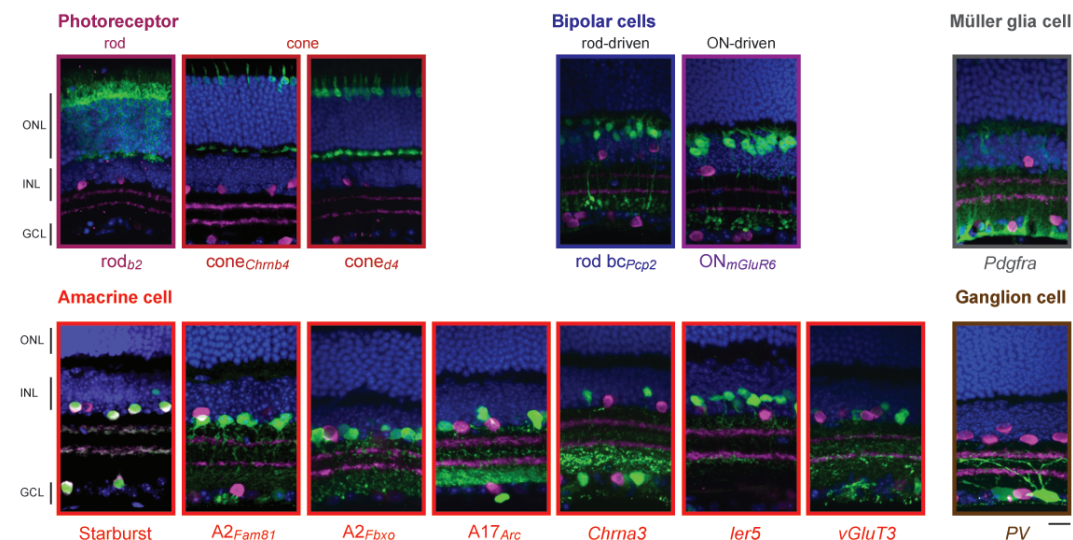 Photoreceptor
Bipolar cells
Müller glia cell
rod
cone
rod-driven
ON-driven
ONL
INL
GCL
rodb2
coneChrnb4
coned4
rod bcPcp2
ONmGluR6
Pdgfra
Amacrine cell
Ganglion cell
ONL
INL
GCL
Starburst
A2Fam81
A2Fbxo
A17Arc
Chrna3
Ier5
vGluT3
PV